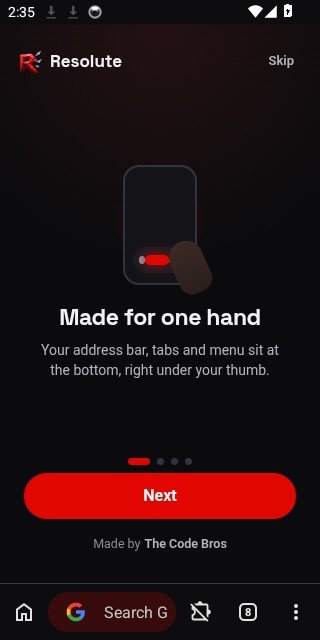 2:35
Resolute
Skip
Made for one hand
Your address bar, tabs and menu sit at
the bottom, right under your thumb.
Next
Made by The Code Bros
Search G
8